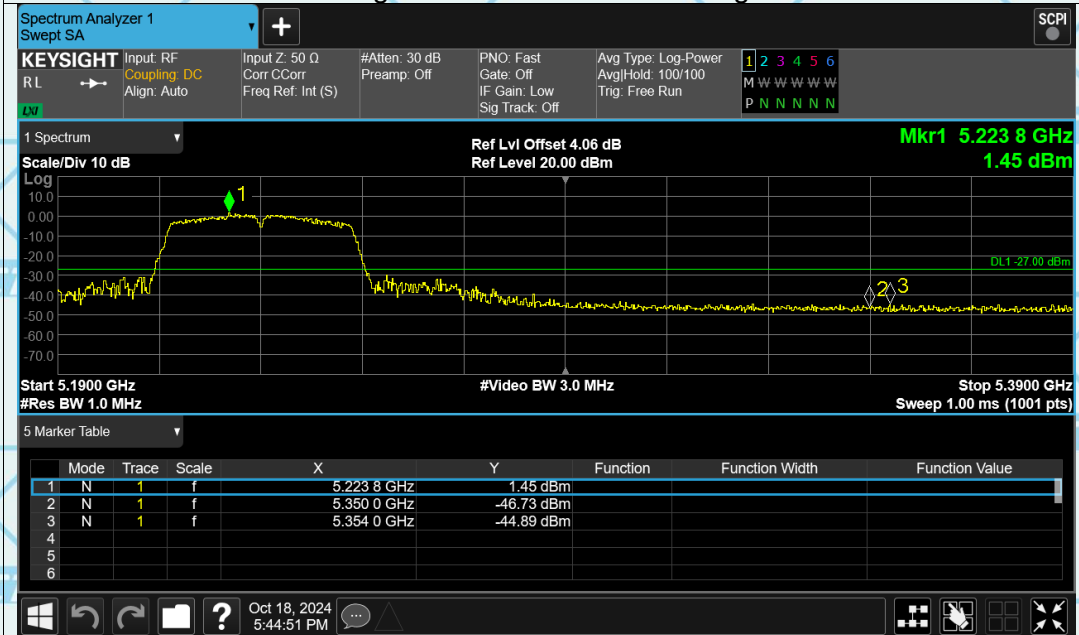 Spectrum Analyzer 1
Swept SA
+
SCPI
KEYSIGHT
RL
LXI
Input: RF
Coupling: DC
Align: Auto
Input Z: 50 Ω
Corr CCorr
Freq Ref: Int (S)
#Atten: 30 dB
Preamp: Off
PNO: Fast
Gate: Off
IF Gain: Low
Sig Track: Off
Avg Type: Log-Power
Avg|Hold: 100/100
Trig: Free Run
1 2 3 4 5 6
M W W W W W
P N N N N N
1 Spectrum
Scale/Div 10 dB
Ref Lvl Offset 4.06 dB
Ref Level 20.00 dBm
Mkr1 5.223 8 GHz
1.45 dBm
Log
10.0
0.00
-10.0
-20.0
-30.0
-40.0
-50.0
-60.0
-70.0
1
DL1 -27.00 dBm
2 3
Start 5.1900 GHz
#Video BW 3.0 MHz
Stop 5.3900 GHz
#Res BW 1.0 MHz
Sweep 1.00 ms (1001 pts)
5 Marker Table
Mode Trace Scale X Y Function Function Width Function Value
1 N 1 f 5.223 8 GHz 1.45 dBm
2 N 1 f 5.350 0 GHz -46.73 dBm
3 N 1 f 5.354 0 GHz -44.89 dBm
4
5
6
?
Oct 18, 2024
5:44:51 PM